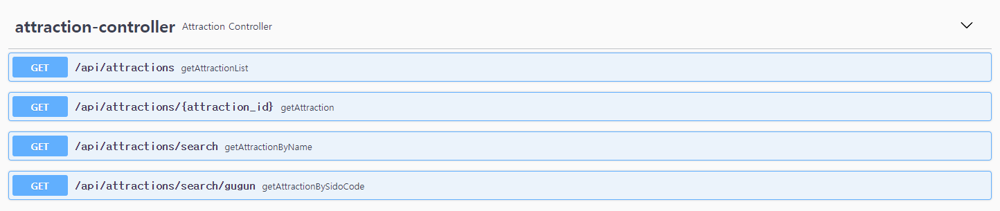 attraction-controller Attraction Controller
GET /api/attractions getAttractionList
GET /api/attractions/{attraction_id} getAttraction
GET /api/attractions/search getAttractionByName
GET /api/attractions/search/gugun getAttractionBySidoCode